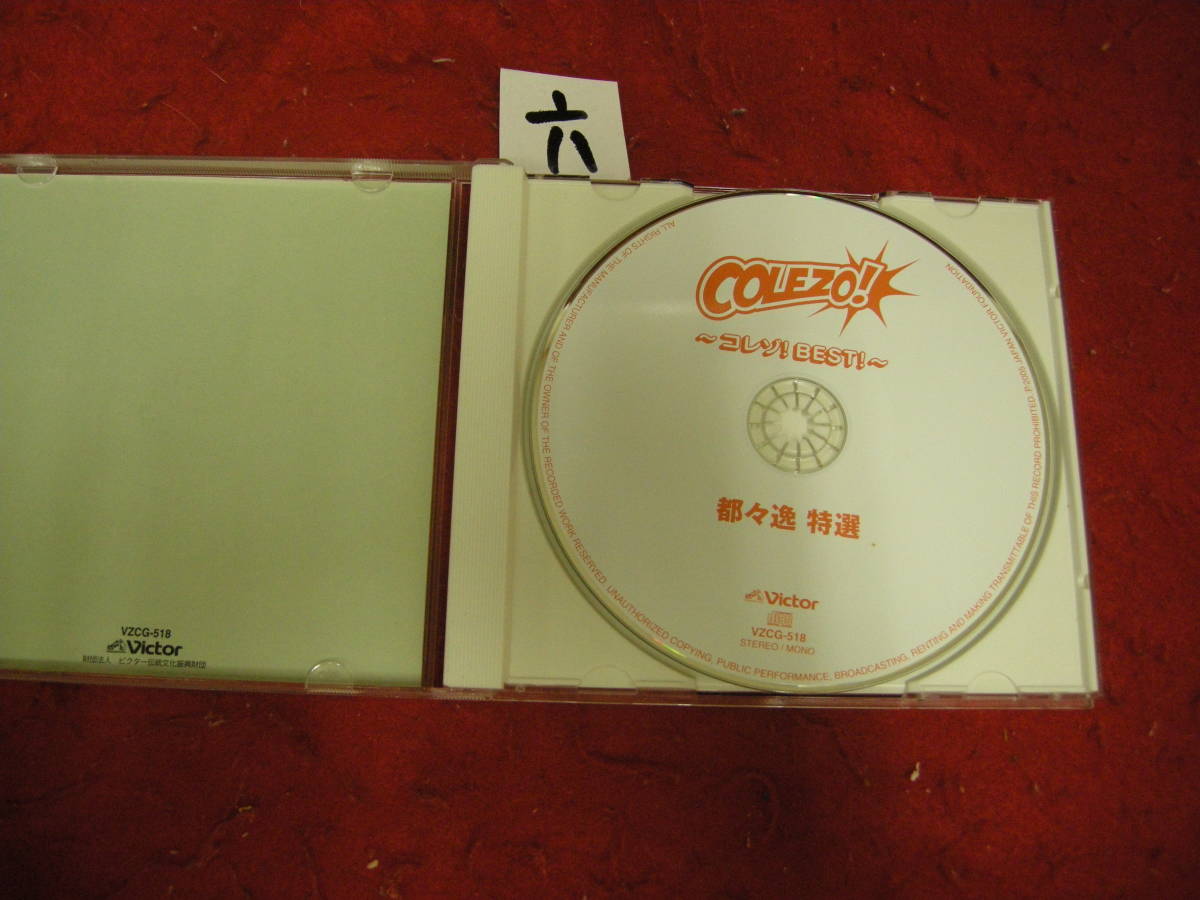 六
COLEZO!
～コレゾ!BEST!～
都々逸 特選
Victor
VZCG-518
STEREO / MONO
ALL RIGHTS OF THE MANUFACTURER AND OF THE OWNER OF THE RECORDED WORK RESERVED. UNAUTHORIZED COPYING, PUBLIC PERFORMANCE, BROADCASTING, RENTING AND MAKING TRANSMITTABLE OF THIS RECORD PROHIBITED. P2005 JAPAN VICTOR FOUNDATION
VZCG-518
Victor
財団法人 ビクター伝統文化振興財団